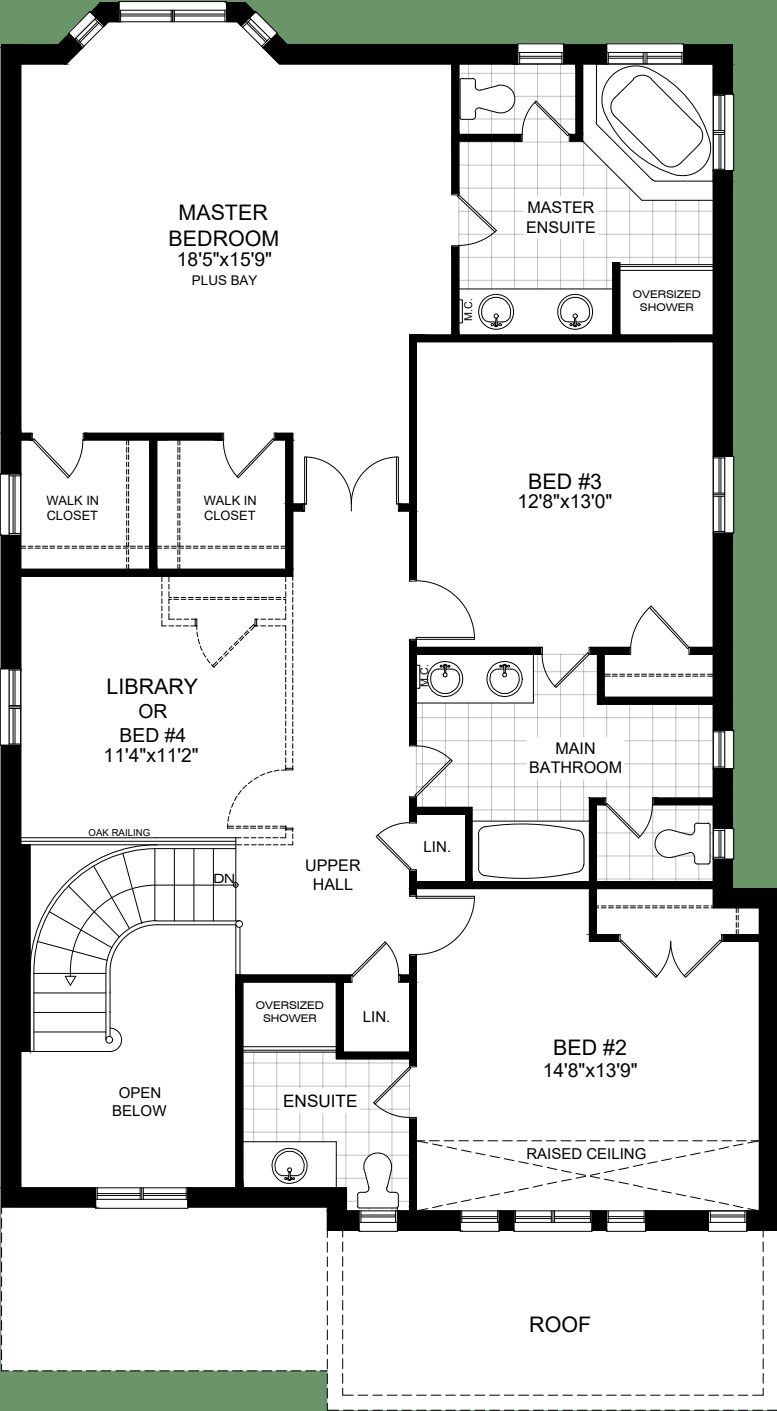 MASTER
BEDROOM
18'5"x15'9"
PLUS BAY
MASTER
ENSUITE
M.C.
OVERSIZED
SHOWER
WALK IN
CLOSET
WALK IN
CLOSET
BED #3
12'8"x13'0"
LIBRARY
OR
BED #4
11'4"x11'2"
M.C.
MAIN
BATHROOM
OAK RAILING
LIN.
UPPER
HALL
DN
OVERSIZED
SHOWER
LIN.
BED #2
14'8"x13'9"
OPEN
BELOW
ENSUITE
RAISED CEILING
ROOF